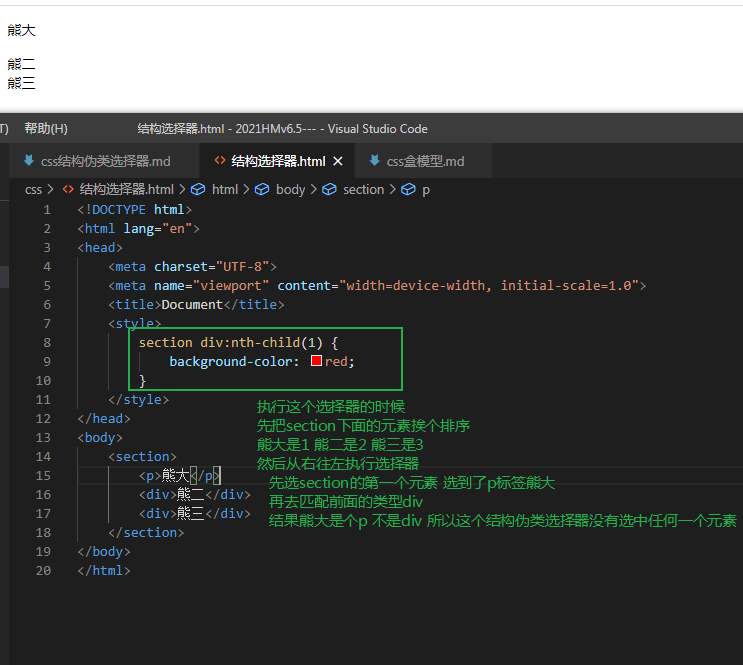 熊大
熊二
熊三
T) 帮助(H) 结构选择器.html - 2021HMv6.5--- - Visual Studio Code
css结构伪类选择器.md <> 结构选择器.html × css盒模型.md
css > <> 结构选择器.html > html > body > section > p
1 <!DOCTYPE html>
2 <html lang="en">
3 <head>
4 <meta charset="UTF-8">
5 <meta name="viewport" content="width=device-width, initial-scale=1.0">
6 <title>Document</title>
7 <style>
8 section div:nth-child(1) {
9 background-color: red;
10 }
11 </style>
执行这个选择器的时候
12 </head>
先把section下面的元素挨个排序
13 <body>
熊大是1 熊二是2 熊三是3
14 <section>
然后从右往左执行选择器
15 <p>熊大</p>
先选section的第一个元素 选到了p标签熊大
16 <div>熊二</div>
再去匹配前面的类型div
17 <div>熊三</div>
结果熊大是个p 不是div 所以这个结构伪类选择器没有选中任何一个元素
18 </section>
19 </body>
20 </html>